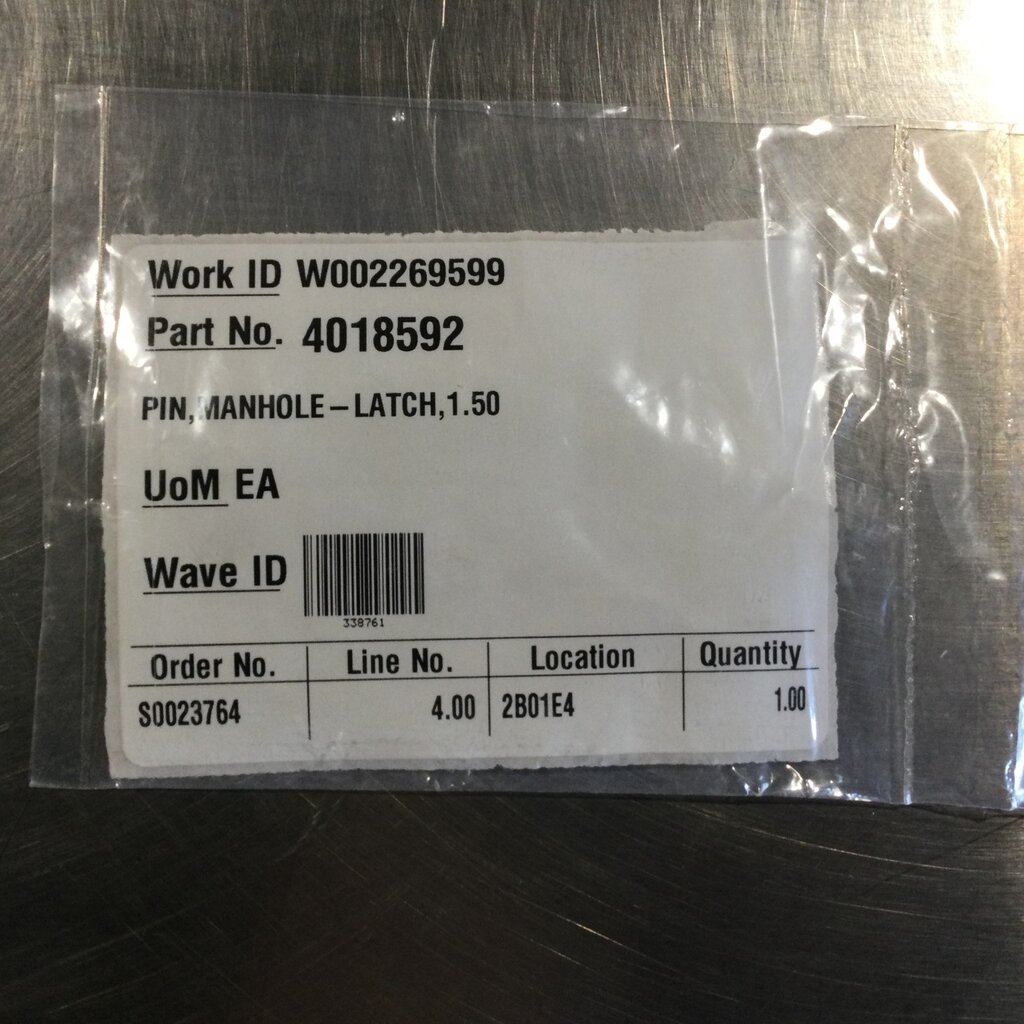 Work ID W002269599
Part No. 4018592
PIN,MANHOLE-LATCH,1.50
UoM EA
Wave ID
338761
Order No. Line No. Location Quantity
S0023764 4.00 2B01E4 1.00